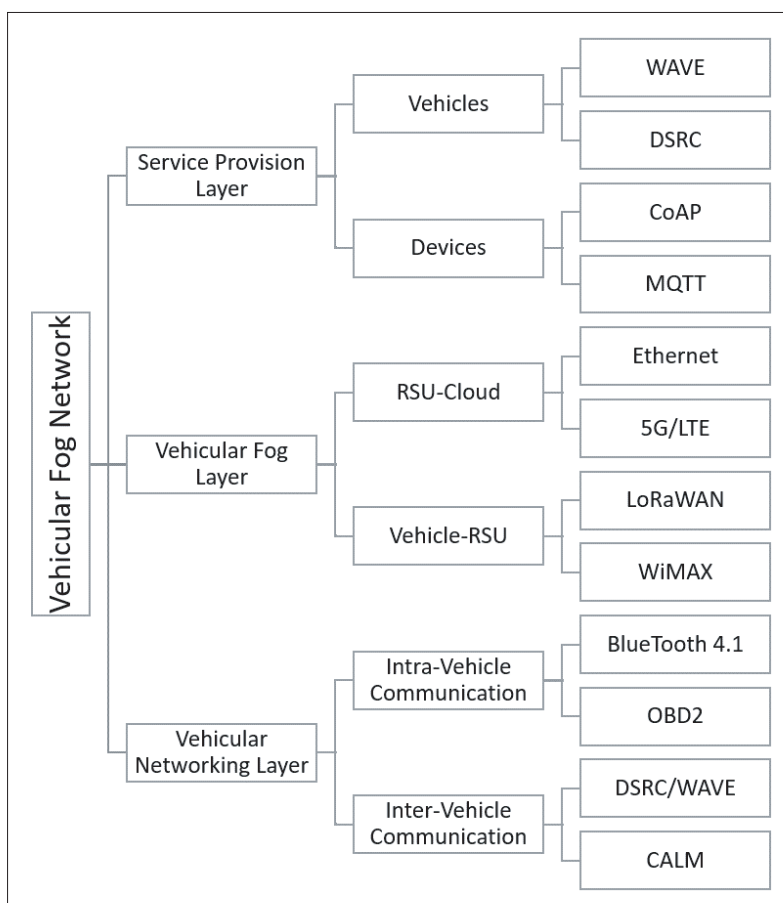 Vehicular Fog Network
Service Provision
Layer
Vehicles
WAVE
DSRC
Devices
CoAP
MQTT
Vehicular Fog
Layer
RSU-Cloud
Ethernet
5G/LTE
Vehicle-RSU
LoRaWAN
WiMAX
Vehicular
Networking Layer
Intra-Vehicle
Communication
BlueTooth 4.1
OBD2
Inter-Vehicle
Communication
DSRC/WAVE
CALM